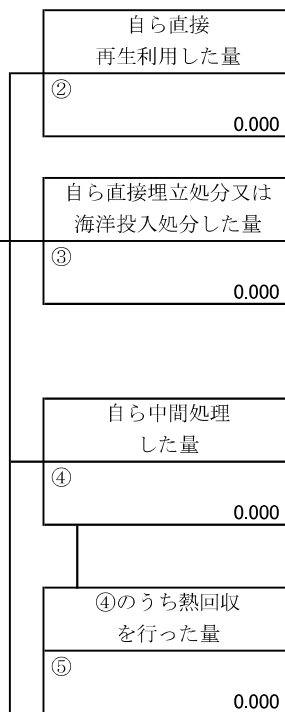 自ら直接
再生利用した量
②
0.000
自ら直接埋立処分又は
海洋投入処分した量
③
0.000
自ら中間処理
した量
④
0.000
④のうち熱回収
を行った量
⑤
0.000